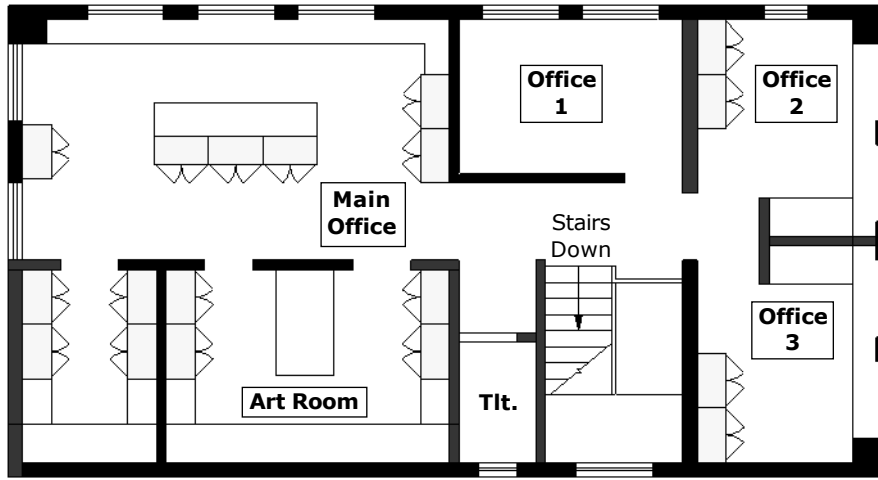 Office
1
Office
2
Main
Office
Stairs
Down
Office
3
Art Room
Tlt.